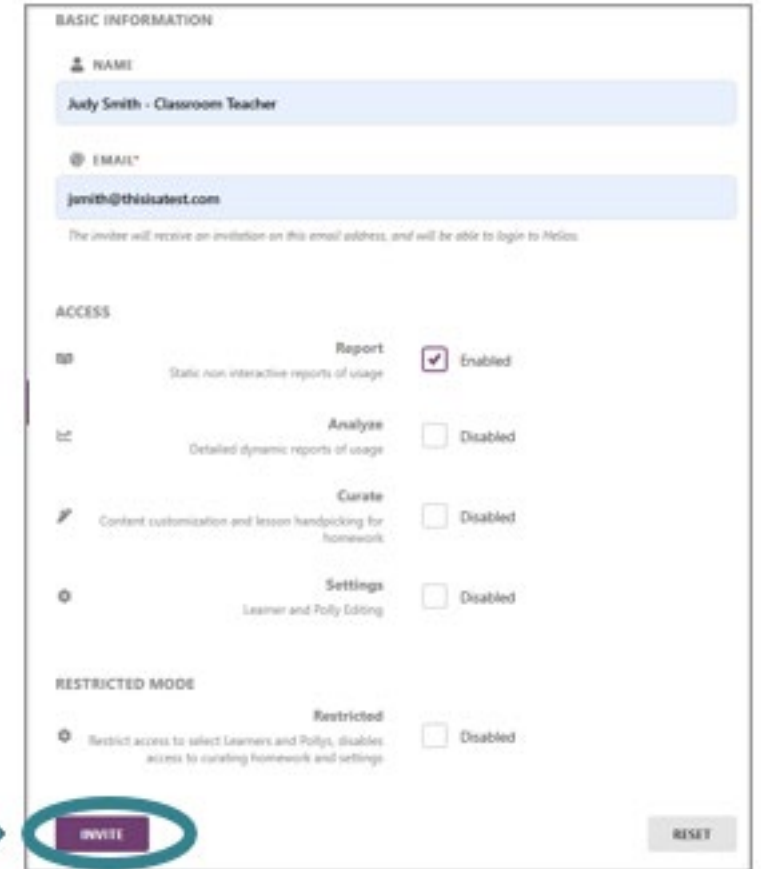 BASIC INFORMATION
NAME
Judy Smith - Classroom Teacher
EMAIL*
jsmith@thisisatest.com
The invitee will receive an invitation on this email address, and will be able to login to Helios.
ACCESS
Report
Static non interactive reports of usage
Enabled
Analyze
Detailed dynamic reports of usage
Disabled
Curate
Content customization and lesson handpicking for
homework
Disabled
Settings
Learner and Polly Editing
Disabled
RESTRICTED MODE
Restricted
Restrict access to select Learners and Pollys, disables
access to curating homework and settings
Disabled
INVITE
RESET